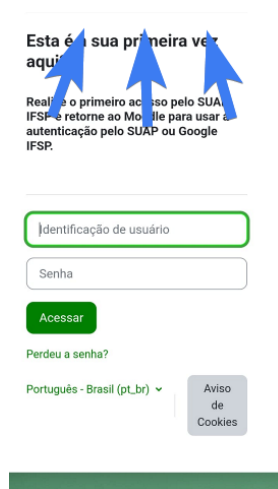 Esta é a sua primeira vez
aqui
Realize o primeiro acesso pelo SUAP
IFSP e retorne ao Moodle para usar a
autenticação pelo SUAP ou Google
IFSP.
Identificação de usuário
Senha
Acessar
Perdeu a senha?
Português - Brasil (pt_br)
Aviso
de
Cookies